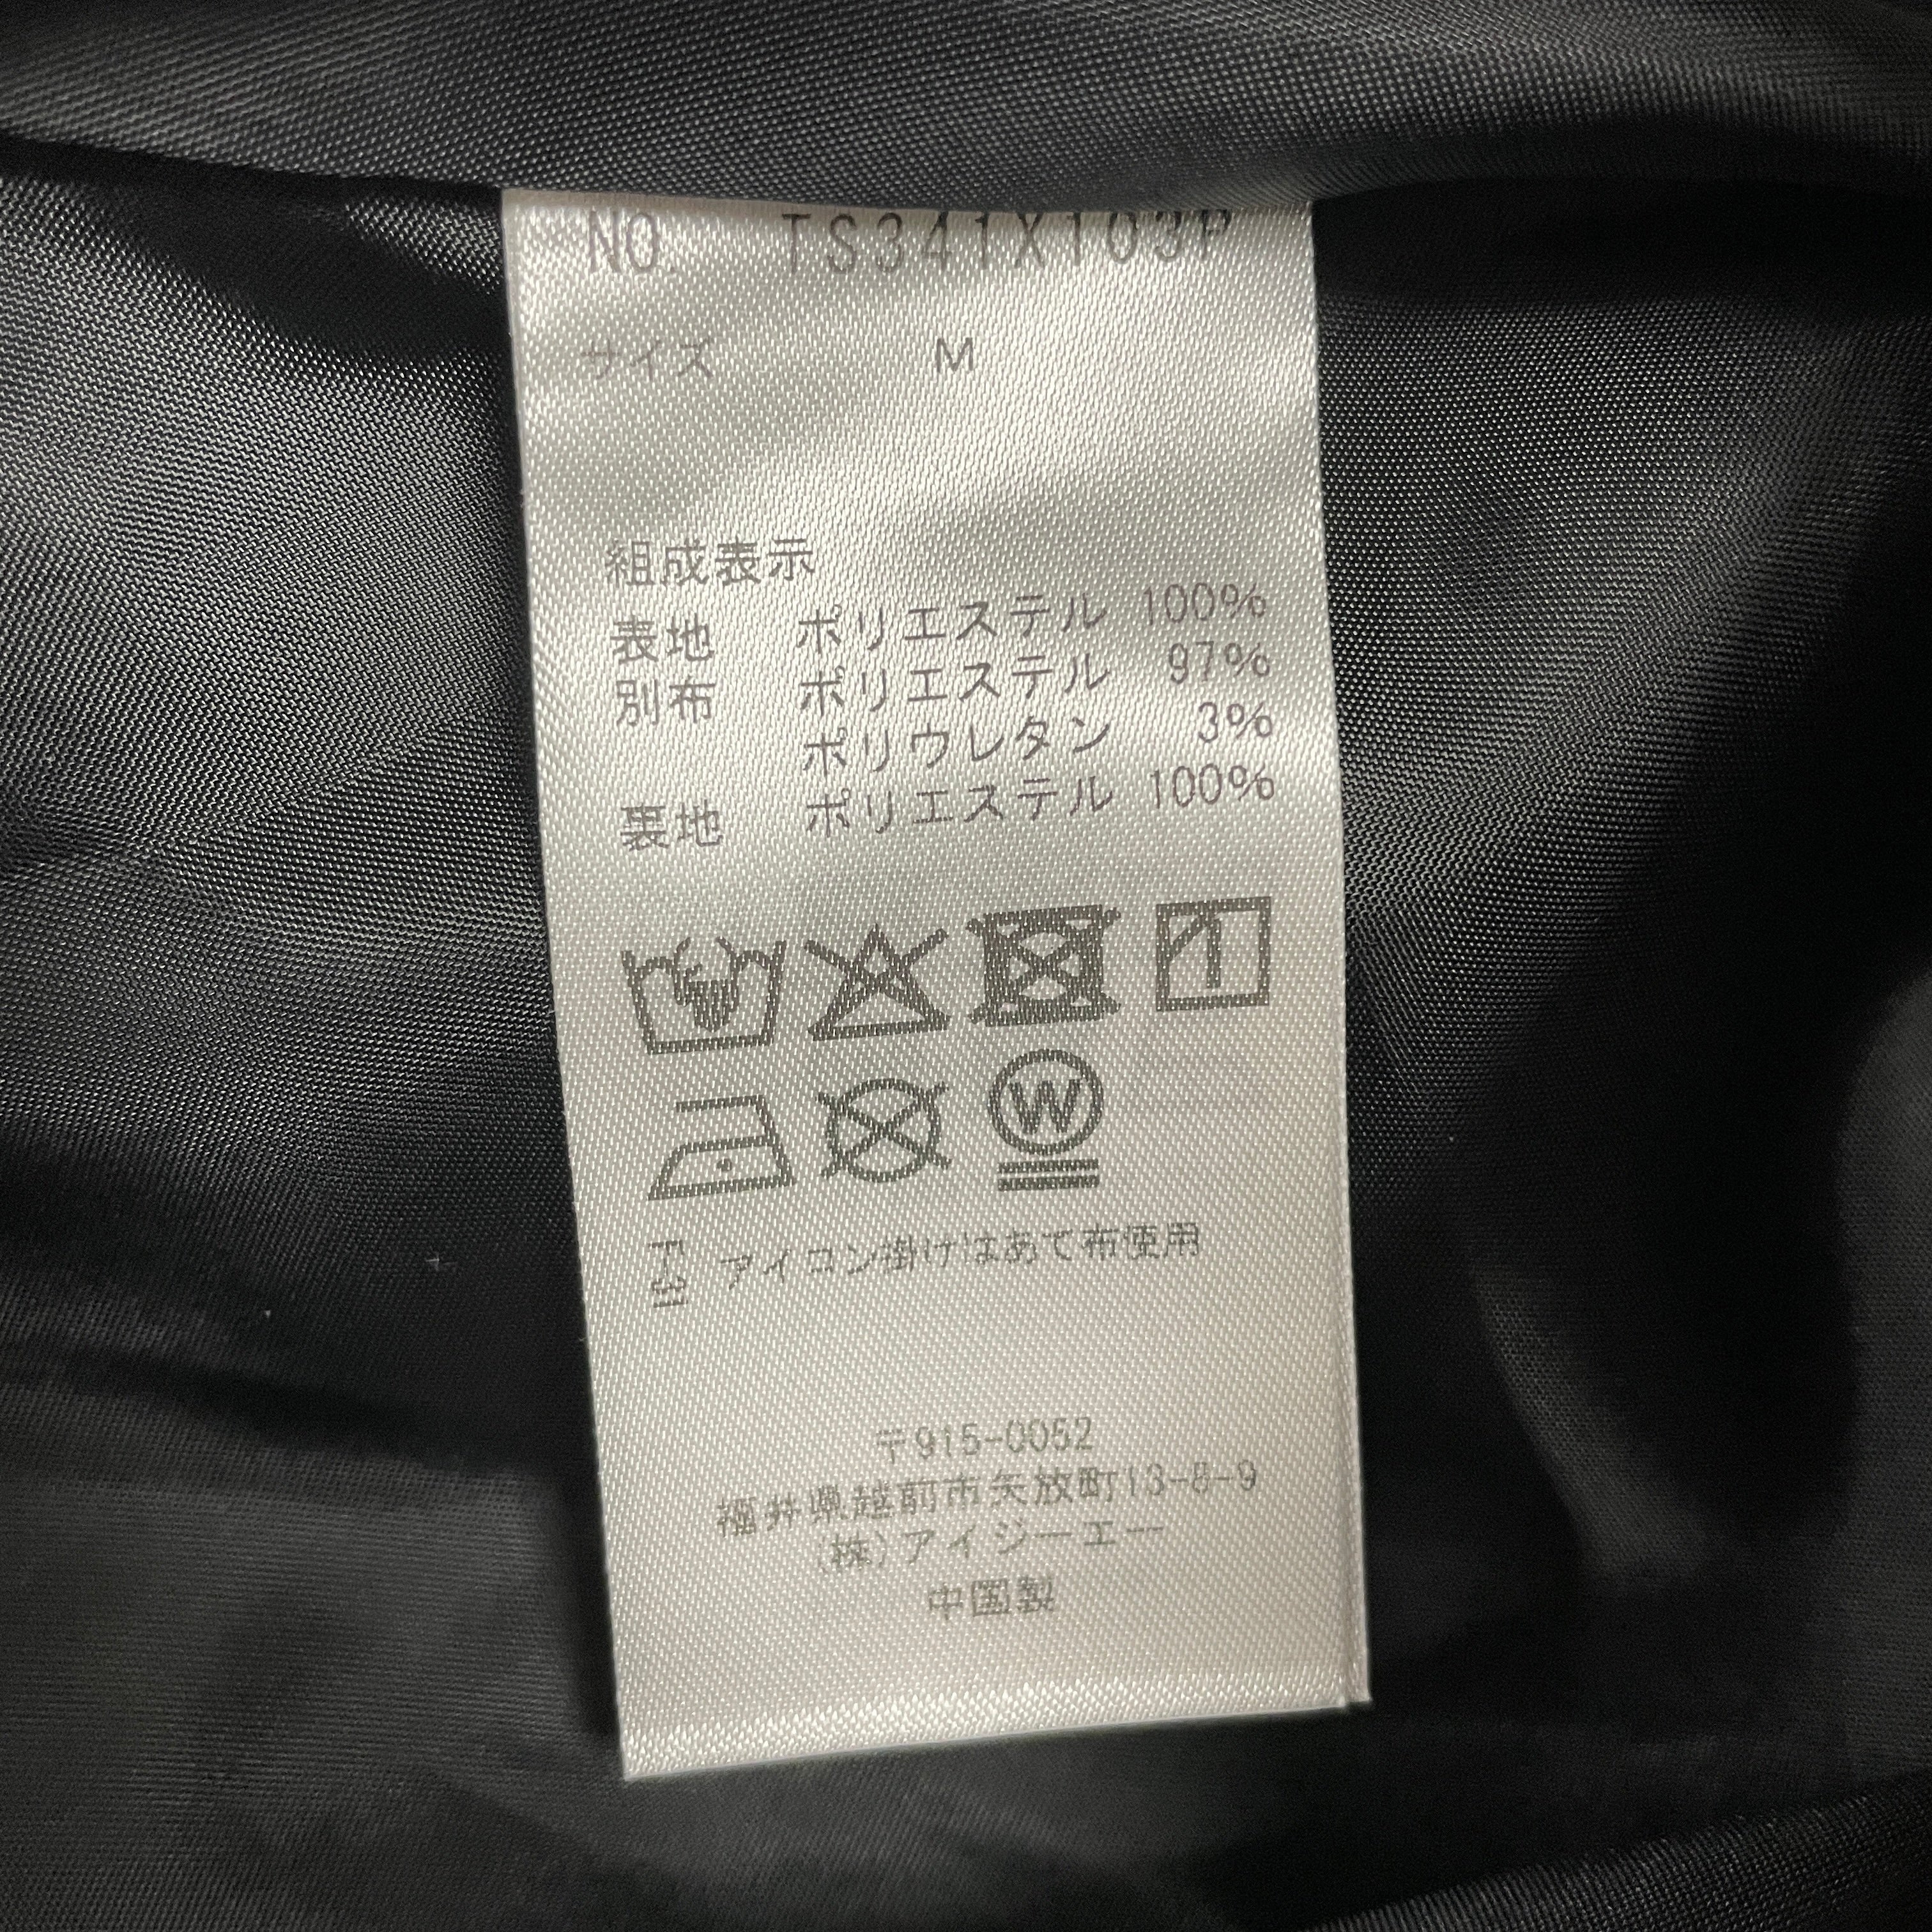 NO. TS341X103P
サイズ M
組成表示
表地 ポリエステル 100%
別布 ポリエステル 97%
ポリウレタン 3%
裏地 ポリエステル 100%
W
アイロン掛けはあて布使用
〒915-0052
福井県越前市矢放町13-8-9
(株)アイジーエー
中国製